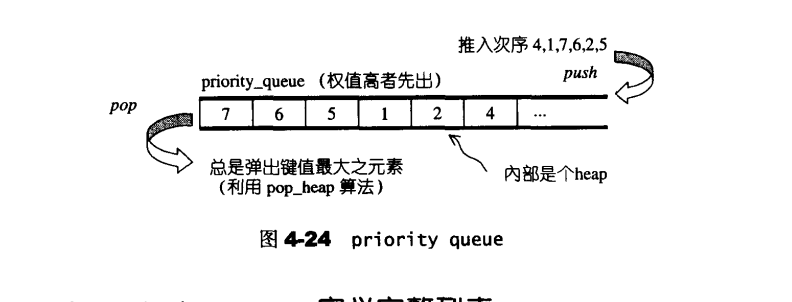 推入次序 4,1,7,6,2,5
push
priority_queue （权值高者先出）
pop
7 6 5 1 2 4 ...
总是弹出键值最大之元素
（利用 pop_heap 算法）
内部是个heap
图 4-24 priority queue